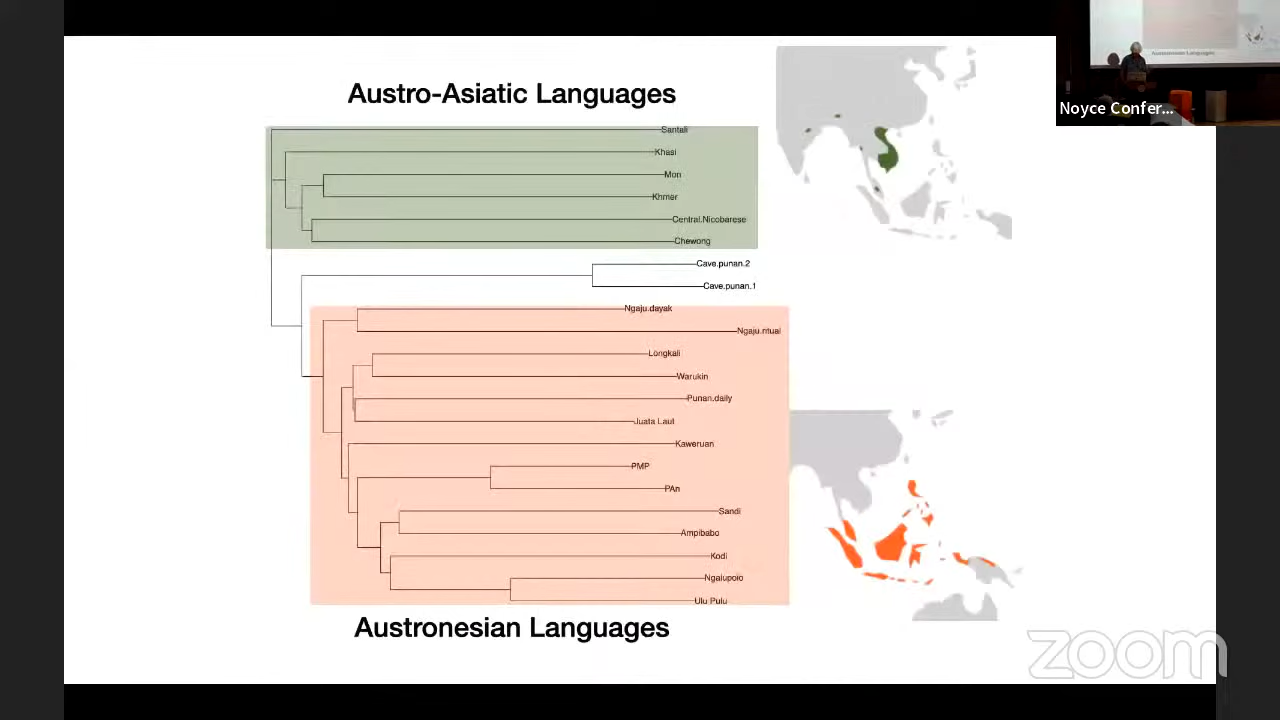 Austro-Asiatic Languages
Santali
Khasi
Mon
Khmer
Central.Nicobarese
Chewong
Cave.punan.2
Cave.punan.1
Ngaju.dayak
Ngaju.ritual
Longkali
Warukin
Punan.daily
Juata Laut
Kaweruan
PMP
PAn
Sandi
Ampibabo
Kodi
Ngalupolo
Ulu Pulu
Austronesian Languages
Austronesian Languages
Noyce Confer...
zoom